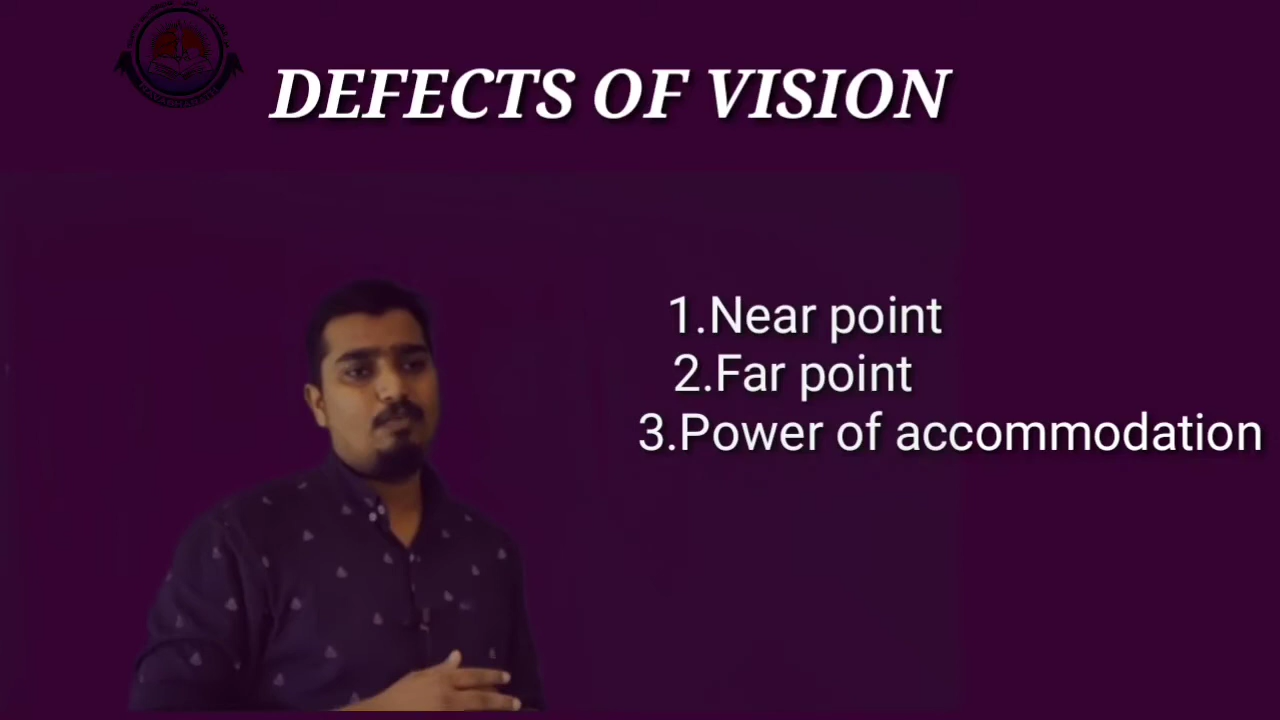 DEFECTS OF VISION
1.Near point
2.Far point
3.Power of accommodation